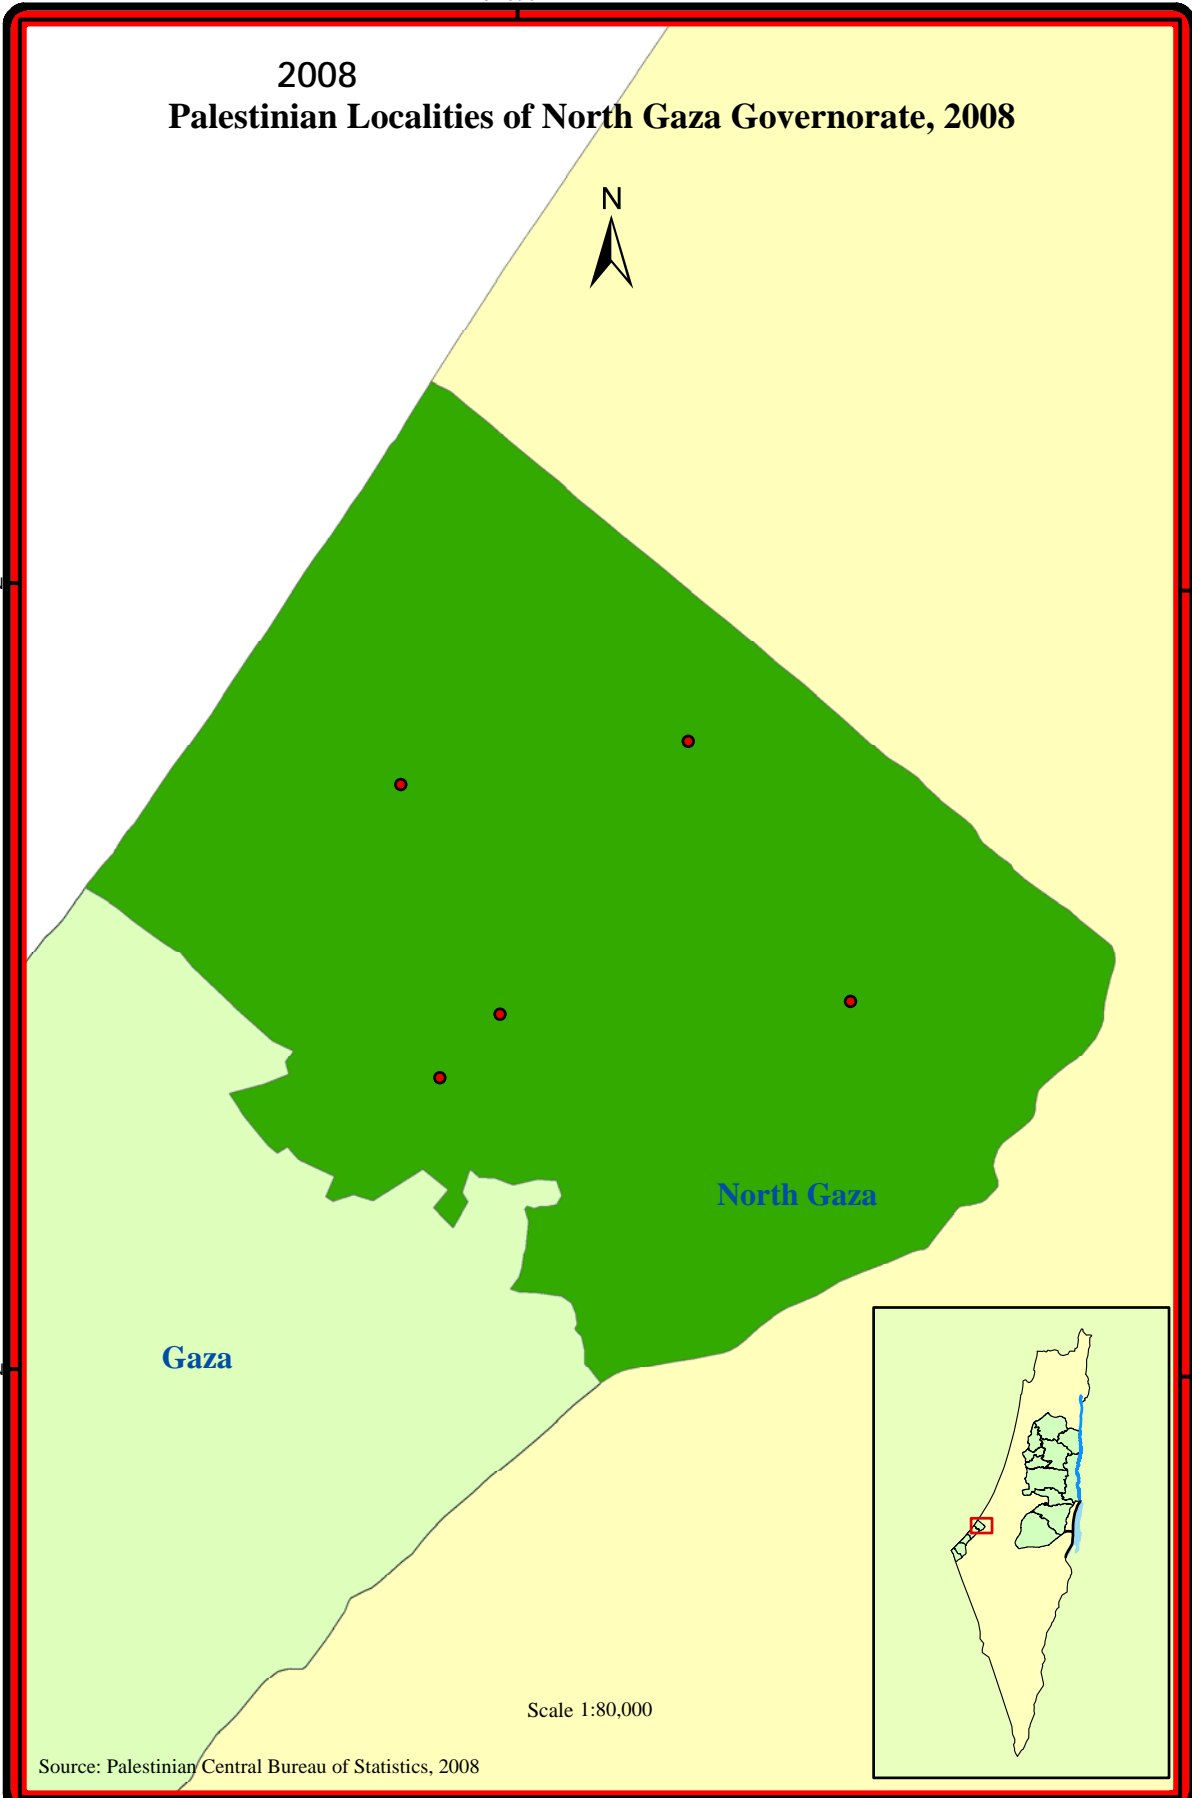 2008
Palestinian Localities of North Gaza Governorate, 2008
N
North Gaza
Gaza
Scale 1:80,000
Source: Palestinian Central Bureau of Statistics, 2008